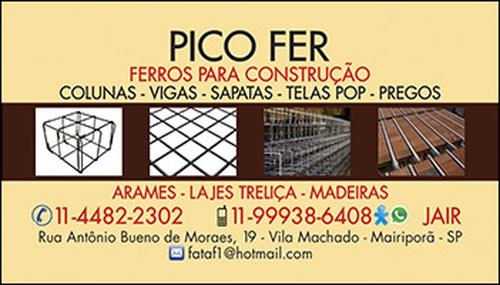 PICO FER
FERROS PARA CONSTRUÇÃO
COLUNAS - VIGAS - SAPATAS - TELAS POP - PREGOS
ARAMES - LAJES TRELIÇA - MADEIRAS
11-4482-2302 11-99938-6408 JAIR
Rua Antônio Bueno de Moraes, 19 - Vila Machado - Mairiporã - SP
fataf1@hotmail.com